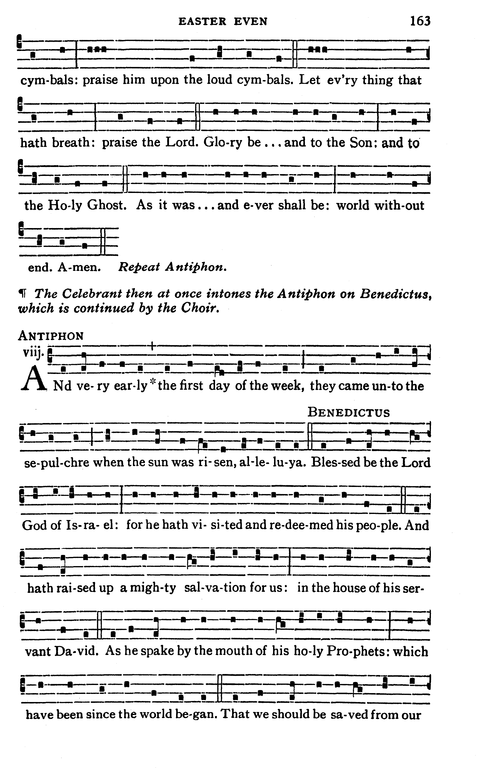 EASTER EVEN 163
cym-bals: praise him upon the loud cym-bals. Let ev'ry thing that
hath breath: praise the Lord. Glo-ry be ... and to the Son: and to
the Ho-ly Ghost. As it was ... and e-ver shall be: world with-out
end. A-men. Repeat Antiphon.
¶ The Celebrant then at once intones the Antiphon on Benedictus,
which is continued by the Choir.
ANTIPHON
viij.
ANd ve-ry ear-ly * the first day of the week, they came un-to the
BENEDICTUS
se-pul-chre when the sun was ri-sen, al-le-lu-ya. Bles-sed be the Lord
God of Is-ra-el: for he hath vi-si-ted and re-dee-med his peo-ple. And
hath rai-sed up a migh-ty sal-va-tion for us: in the house of his ser-
vant Da-vid. As he spake by the mouth of his ho-ly Pro-phets: which
have been since the world be-gan. That we should be sa-ved from our